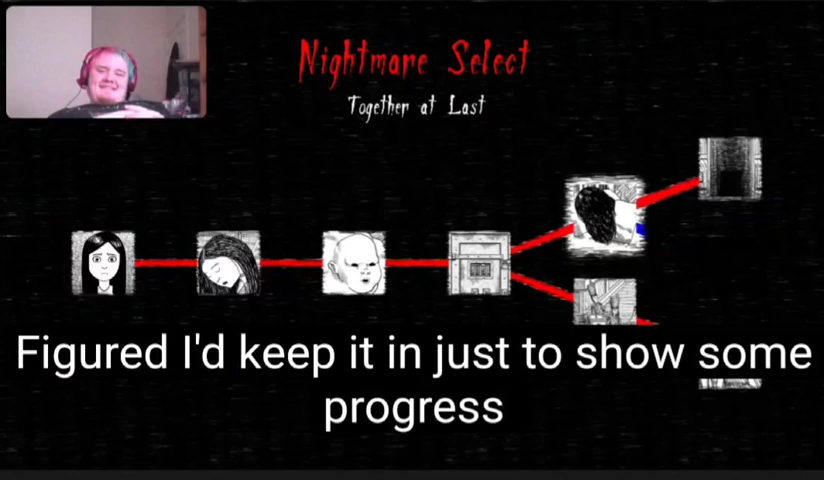 Nightmare Select
Together at Last
Figured I'd keep it in just to show some
progress